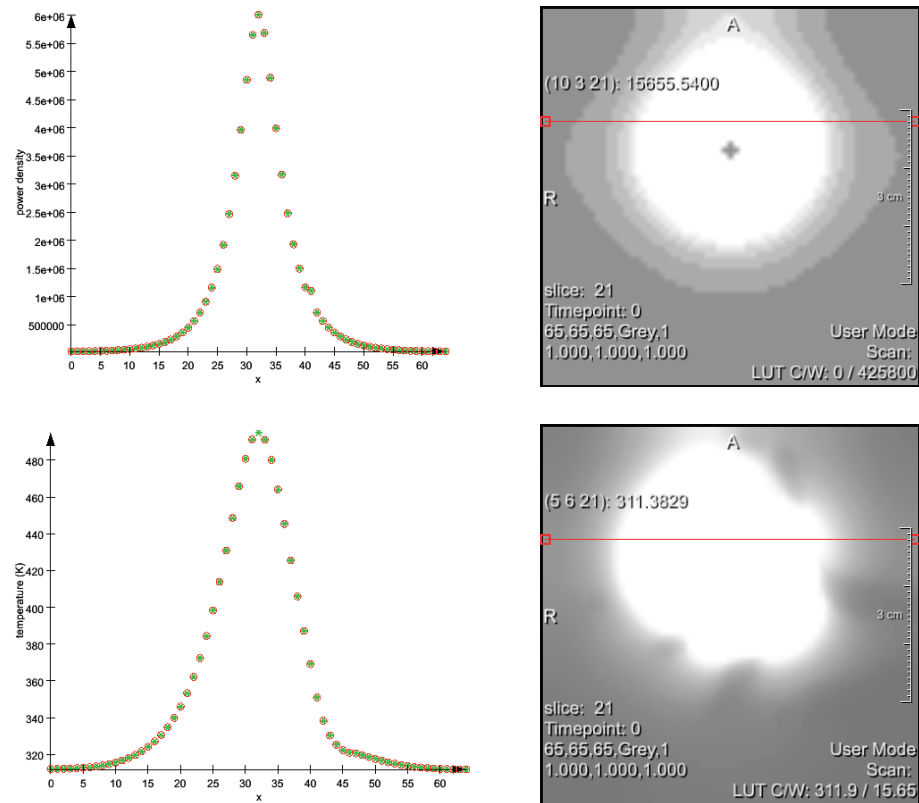 6e+06
5.5e+06
5e+06
4.5e+06
4e+06
3.5e+06
3e+06
2.5e+06
2e+06
1.5e+06
1e+06
500000
power density
0 5 10 15 20 25 30 35 40 45 50 55 60
x
A
(10 3 21): 15655.5400
R
3 cm
slice: 21
Timepoint: 0
65,65,65,Grey,1
User Mode
1.000,1.000,1.000
Scan:
LUT C/W: 0 / 425800
480
460
440
420
400
380
360
340
320
temperature (K)
0 5 10 15 20 25 30 35 40 45 50 55 60
x
A
(5 6 21): 311.3829
R
3 cm
slice: 21
Timepoint: 0
65,65,65,Grey,1
User Mode
1.000,1.000,1.000
Scan:
LUT C/W: 311.9 / 15.65